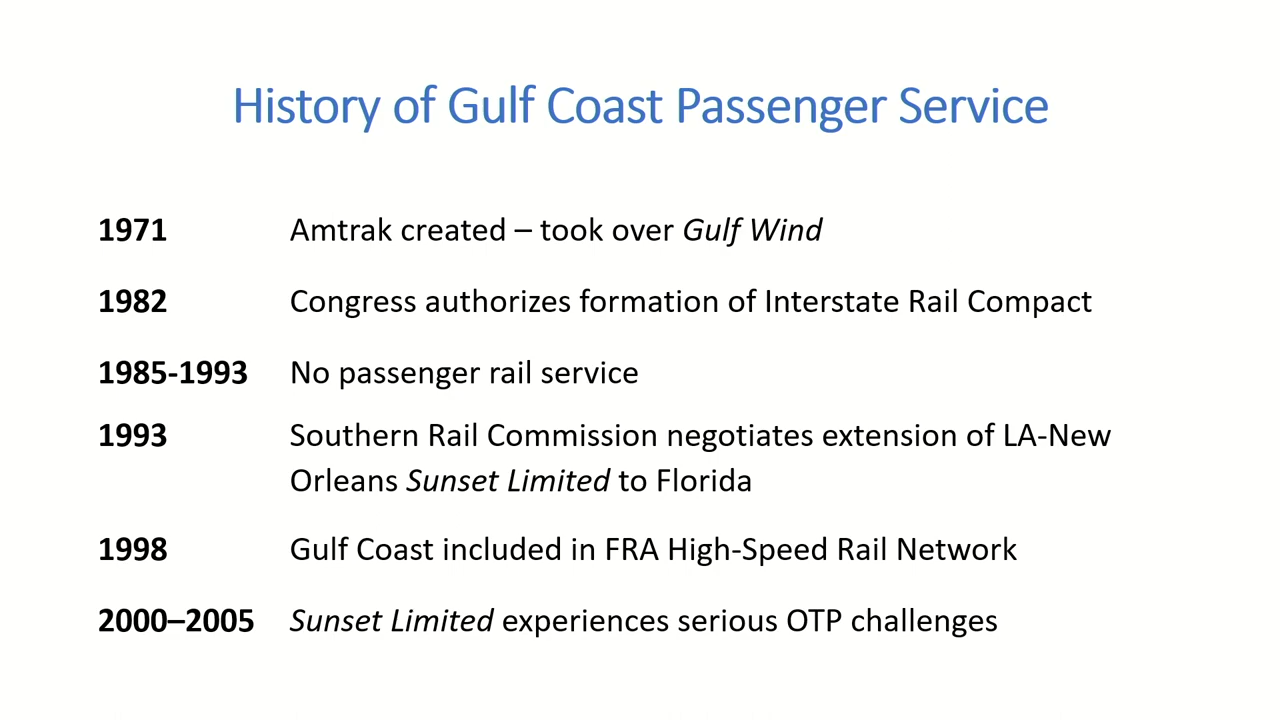 History of Gulf Coast Passenger Service
1971 Amtrak created – took over Gulf Wind
1982 Congress authorizes formation of Interstate Rail Compact
1985-1993 No passenger rail service
1993 Southern Rail Commission negotiates extension of LA-New
Orleans Sunset Limited to Florida
1998 Gulf Coast included in FRA High-Speed Rail Network
2000–2005 Sunset Limited experiences serious OTP challenges